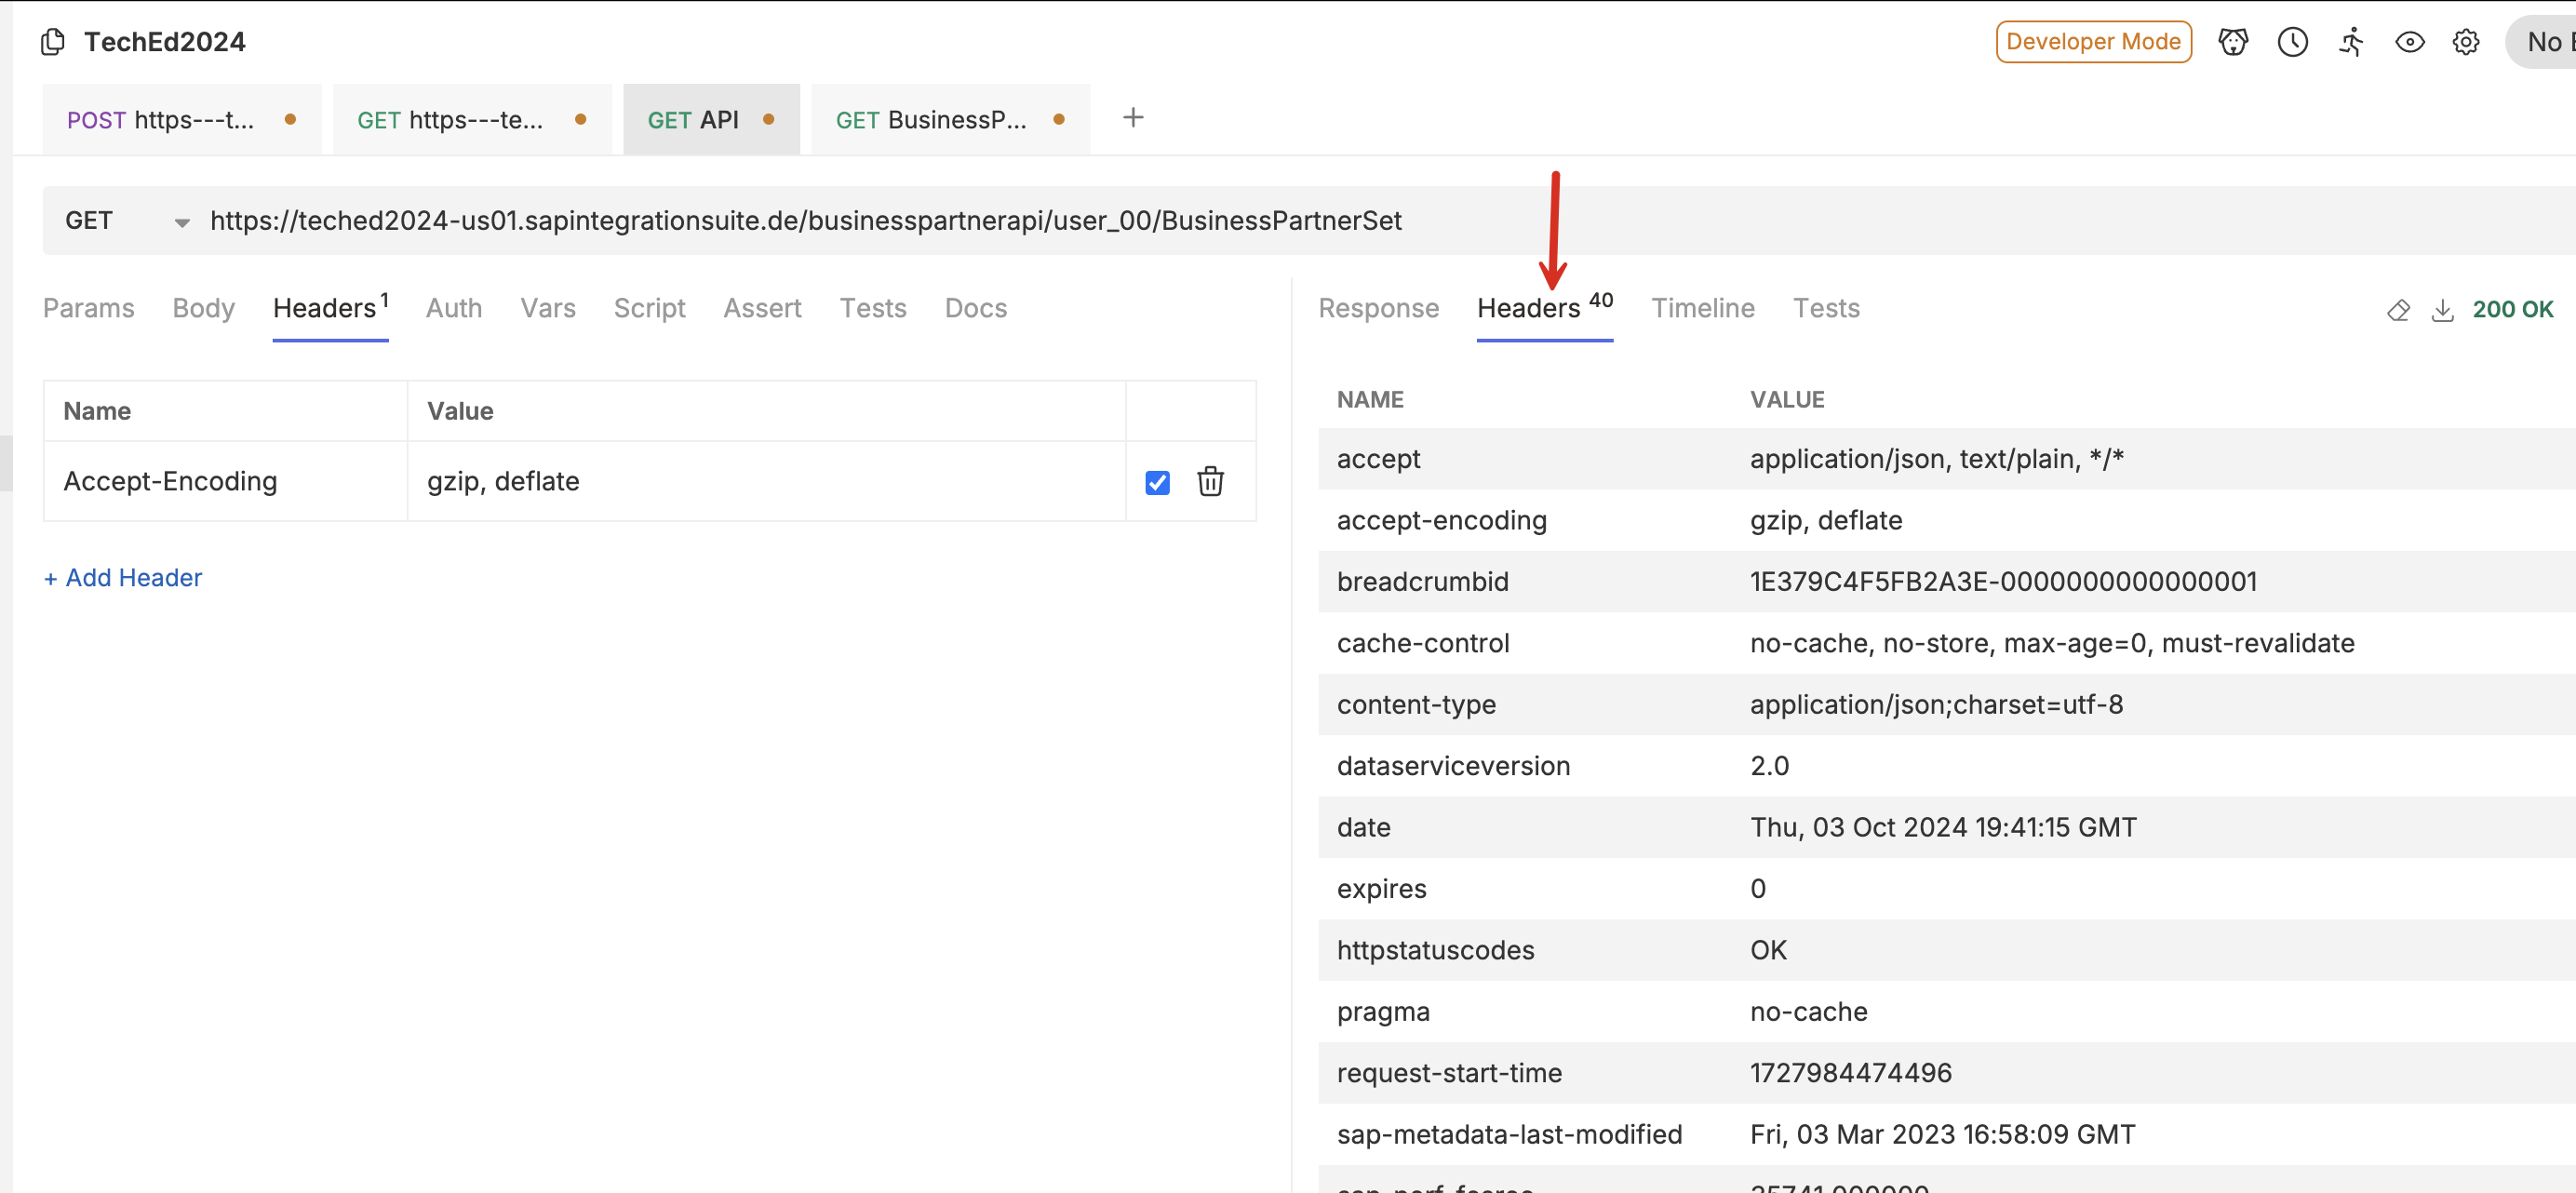 TechEd2024
Developer Mode
No
POST https---t...
GET https---te...
GET API
GET BusinessP...
+
GET https://teched2024-us01.sapintegrationsuite.de/businesspartnerapi/user_00/BusinessPartnerSet
Params Body Headers 1 Auth Vars Script Assert Tests Docs
Name Value
Accept-Encoding gzip, deflate
+ Add Header
Response Headers 40 Timeline Tests 200 OK
NAME VALUE
accept application/json, text/plain, */*
accept-encoding gzip, deflate
breadcrumbid 1E379C4F5FB2A3E-0000000000000001
cache-control no-cache, no-store, max-age=0, must-revalidate
content-type application/json;charset=utf-8
dataserviceversion 2.0
date Thu, 03 Oct 2024 19:41:15 GMT
expires 0
httpstatuscodes OK
pragma no-cache
request-start-time 1727984474496
sap-metadata-last-modified Fri, 03 Mar 2023 16:58:09 GMT